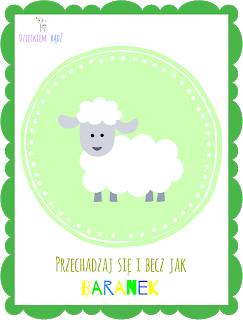 DZIECKIEM BĄDŹ
PRZECHADZAJ SIĘ I BECZ JAK
BARANEK